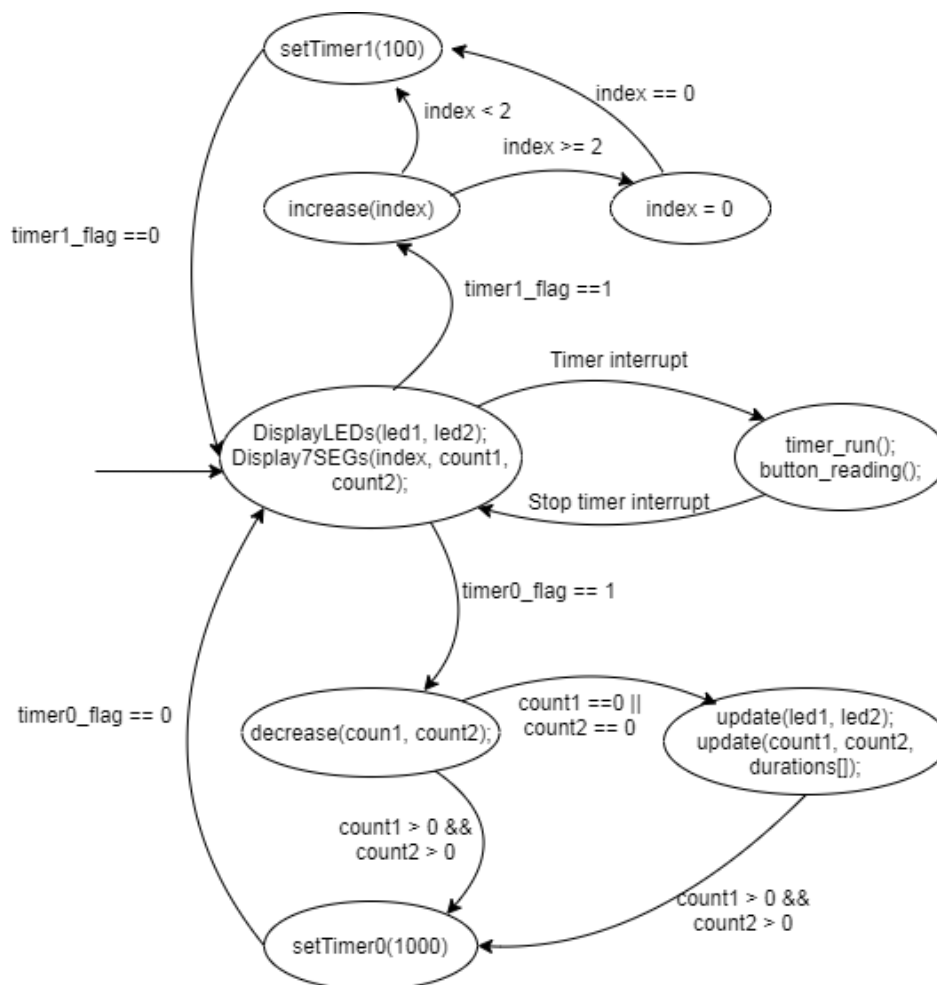 setTimer1(100)
index == 0
index < 2
index >= 2
increase(index)
index = 0
timer1_flag ==0
timer1_flag ==1
Timer interrupt
DisplayLEDs(led1, led2);
Display7SEGs(index, count1,
count2);
timer_run();
button_reading();
Stop timer interrupt
timer0_flag == 1
timer0_flag == 0
decrease(coun1, count2);
count1 ==0 ||
count2 == 0
update(led1, led2);
update(count1, count2,
durations[]);
count1 > 0 &&
count2 > 0
count1 > 0 &&
count2 > 0
setTimer0(1000)